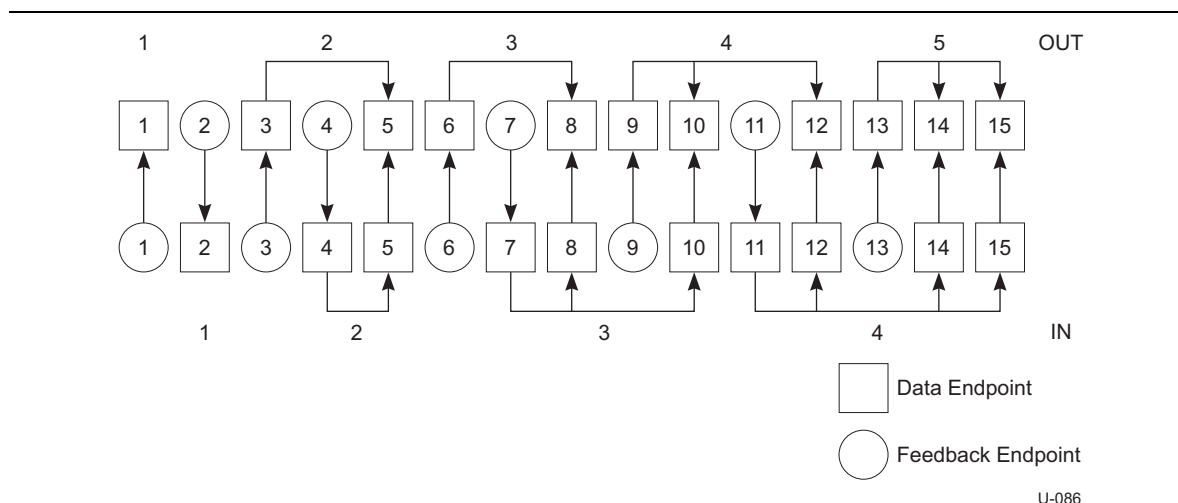 1 2 3 4 5 OUT
1 2 3 4 5 6 7 8 9 10 11 12 13 14 15
1 2 3 4 5 6 7 8 9 10 11 12 13 14 15
1 2 3 4 IN
Data Endpoint
Feedback Endpoint
U-086